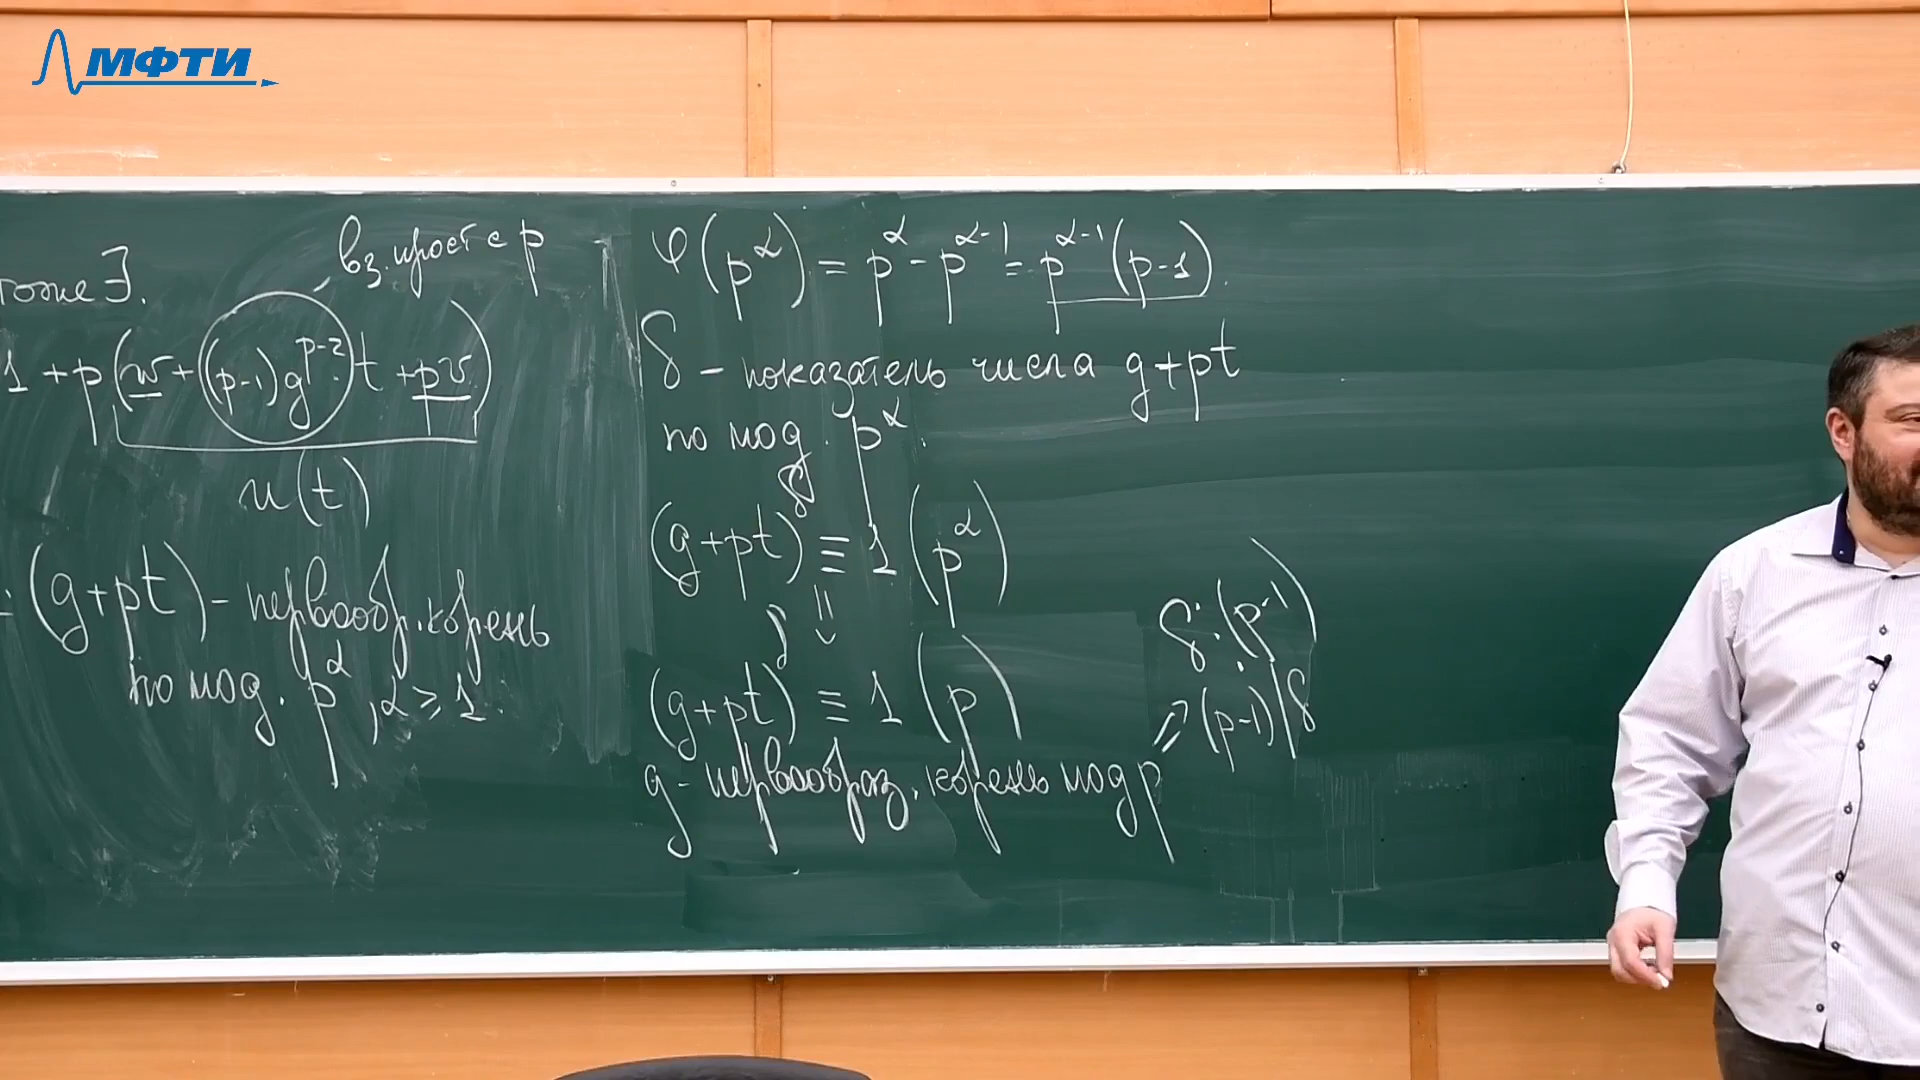 МФТИ
вз. прост с p
тоже ∃.
1 + p(w + (p-1)g^{p-2}t + pv)
u(t)
(g+pt) - первообр. корень
по мод. p^α, α ⩾ 1.
φ(p^α) = p^α - p^{α-1} = p^{α-1}(p-1).
δ - показатель числа g+pt
по мод. p^α.
(g+pt)^δ ≡ 1 (p^α)
⇓
(g+pt)^δ ≡ 1 (p)
g - первообраз. корень мод p
⇒ (p-1)|δ
δ ⋮ (p-1)